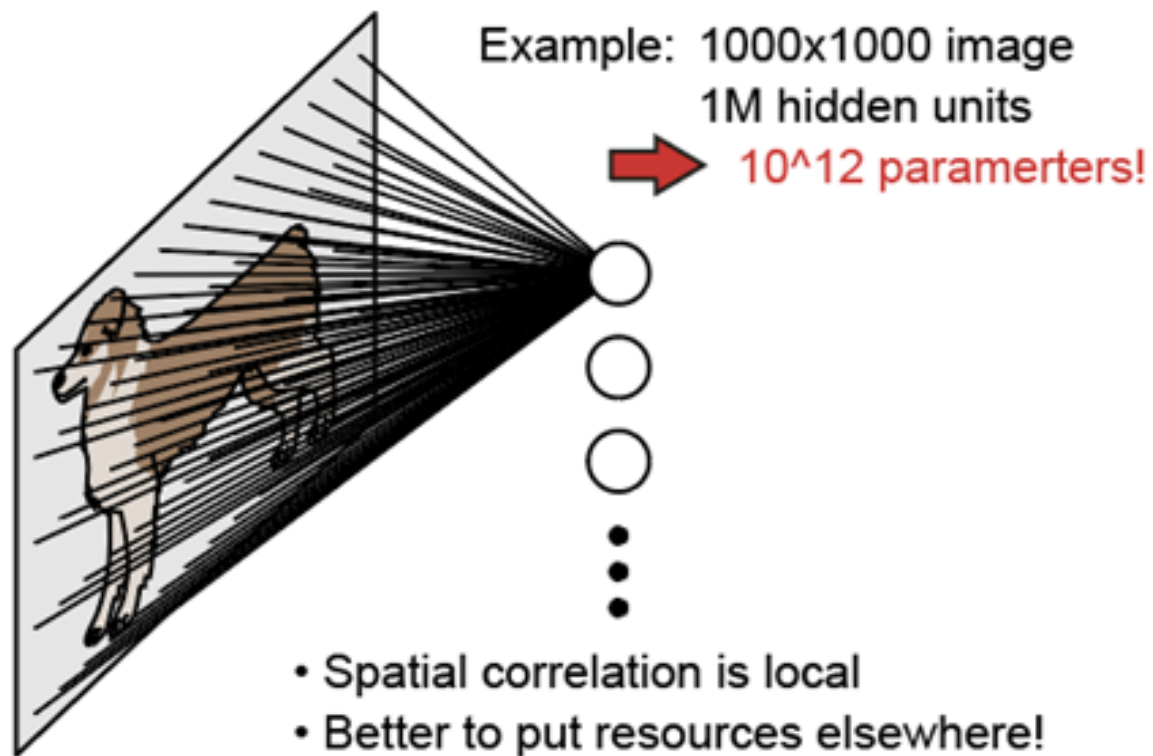 Example: 1000x1000 image
1M hidden units
10^12 paramerters!
• Spatial correlation is local
• Better to put resources elsewhere!